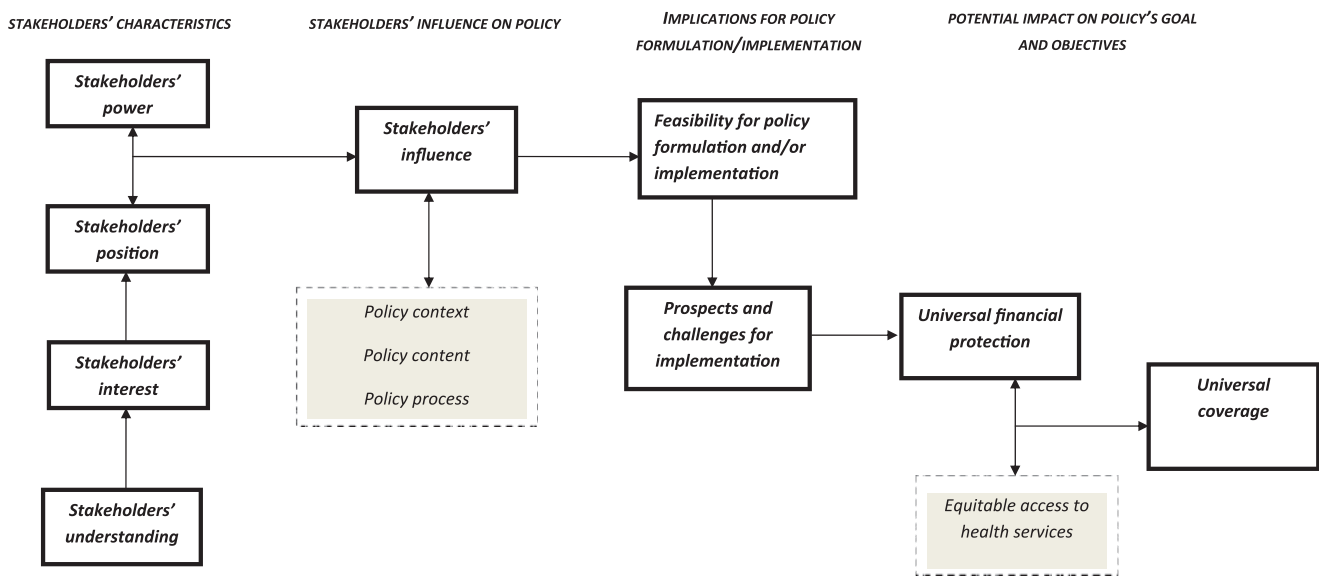 STAKEHOLDERS' CHARACTERISTICS
STAKEHOLDERS' INFLUENCE ON POLICY
IMPLICATIONS FOR POLICY
FORMULATION/IMPLEMENTATION
POTENTIAL IMPACT ON POLICY'S GOAL
AND OBJECTIVES
Stakeholders'
power
Stakeholders'
position
Stakeholders'
interest
Stakeholders'
understanding
Stakeholders'
influence
Policy context
Policy content
Policy process
Feasibility for policy
formulation and/or
implementation
Prospects and
challenges for
implementation
Universal financial
protection
Equitable access to
health services
Universal
coverage